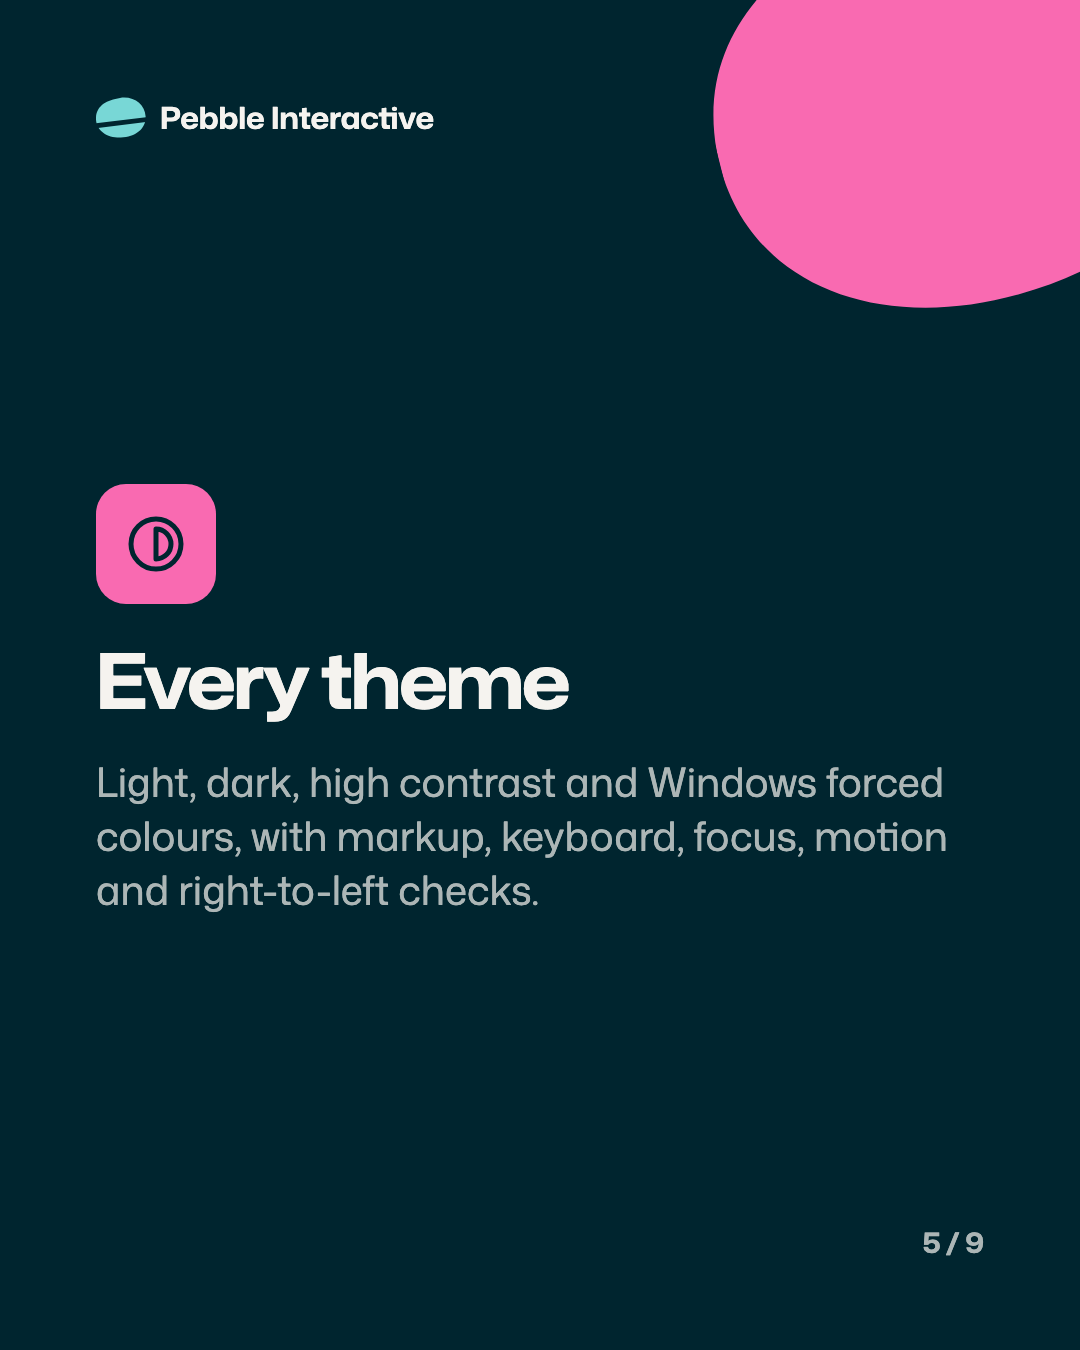 Pebble Interactive
Every theme
Light, dark, high contrast and Windows forced
colours, with markup, keyboard, focus, motion
and right-to-left checks.
5 / 9